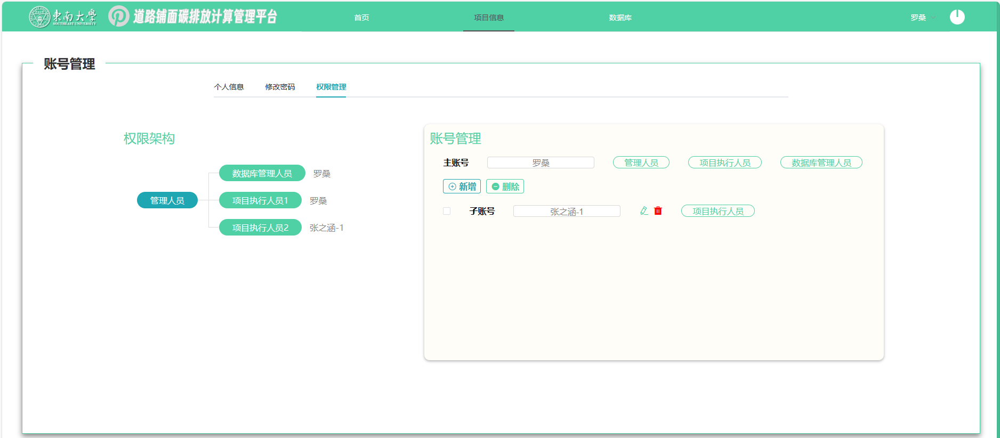 東南大學
SOUTHEAST UNIVERSITY
道路铺面碳排放计算管理平台
首页
项目信息
数据库
罗桑
账号管理
个人信息
修改密码
权限管理
权限架构
管理人员
数据库管理人员 罗桑
项目执行人员1 罗桑
项目执行人员2 张之涵-1
账号管理
主账号 罗桑 管理人员 项目执行人员 数据库管理人员
新增 删除
子账号 张之涵-1 项目执行人员